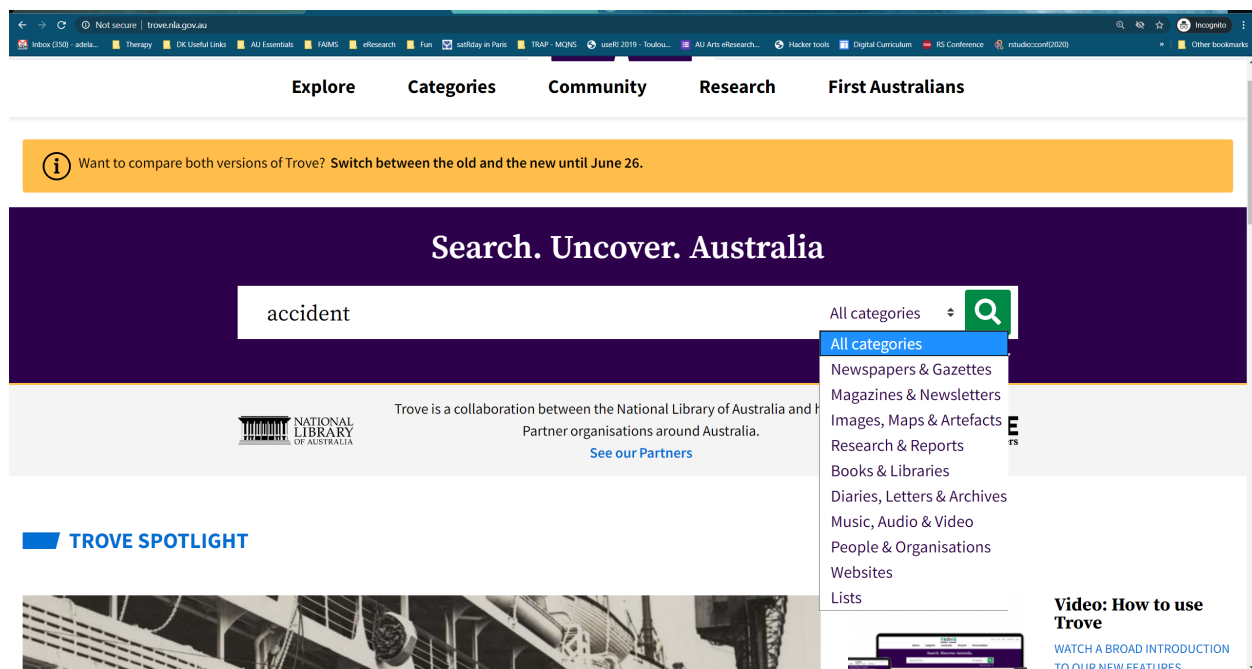 Not secure | trove.nla.gov.au
Incognito
Inbox (350) - adela...
Therapy
DK Useful Links
AU Essentials
FAIMS
eResearch
Fun
satRday in Paris
TRAP - MQNS
useR! 2019 - Toulou...
AU Arts eResearch...
Hacker tools
Digital Curriculum
RS Conference
rstudio::conf(2020)
»
Other bookmarks
Explore
Categories
Community
Research
First Australians
Want to compare both versions of Trove? Switch between the old and the new until June 26.
Search. Uncover. Australia
accident
All categories
All categories
Newspapers & Gazettes
Magazines & Newsletters
Images, Maps & Artefacts
Research & Reports
Books & Libraries
Diaries, Letters & Archives
Music, Audio & Video
People & Organisations
Websites
Lists
NATIONAL
LIBRARY
OF AUSTRALIA
Trove is a collaboration between the National Library of Australia and
Partner organisations around Australia.
See our Partners
TROVE SPOTLIGHT
Video: How to use
Trove
WATCH A BROAD INTRODUCTION
TO OUR NEW FEATURES